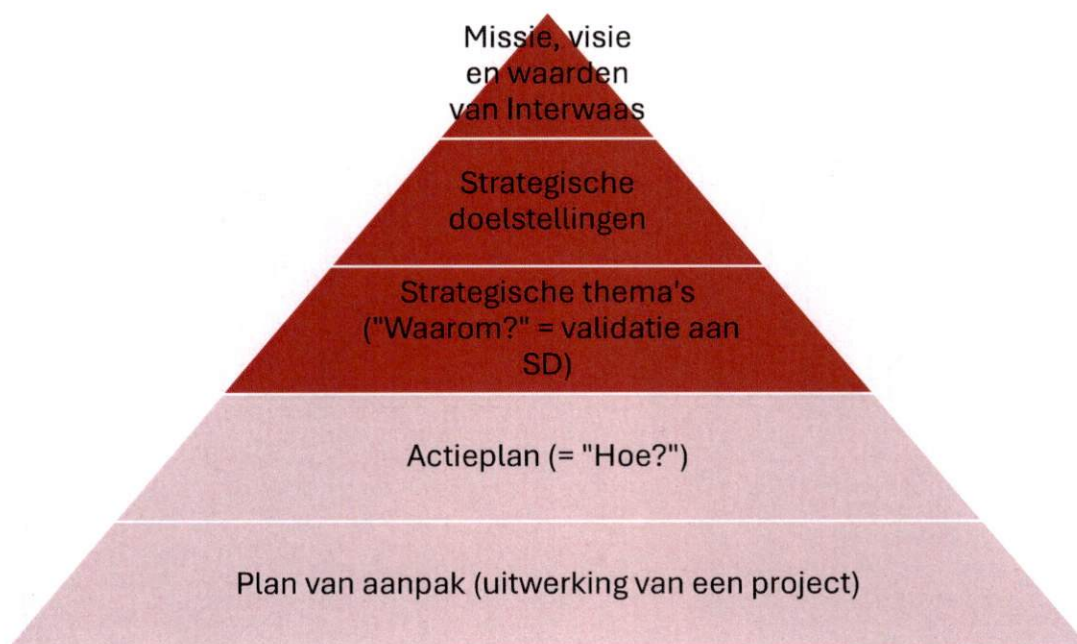 Missie, visie
en waarden
van Interwaas
Strategische
doelstellingen
Strategische thema's
("Waarom?" = validatie aan
SD)
Actieplan (= "Hoe?")
Plan van aanpak (uitwerking van een project)